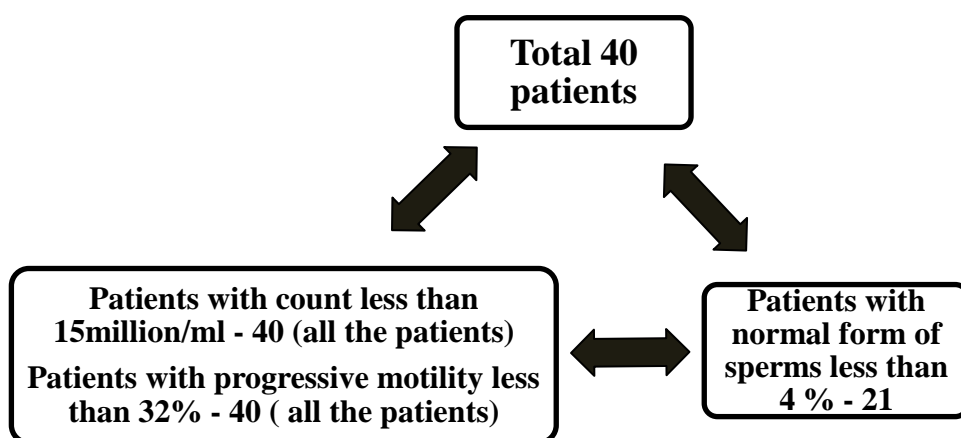 Total 40
patients
Patients with count less than
15million/ml - 40 (all the patients)
Patients with progressive motility less
than 32% - 40 ( all the patients)
Patients with
normal form of
sperms less than
4 % - 21